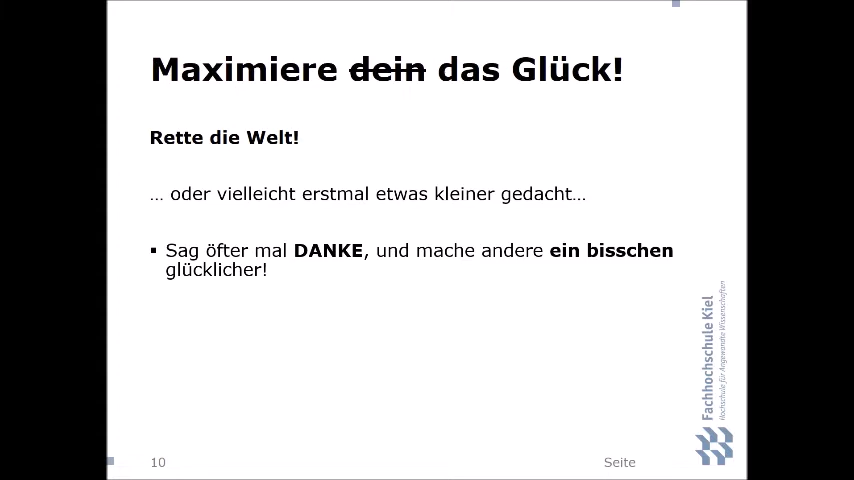 Maximiere dein das Glück!
Rette die Welt!
… oder vielleicht erstmal etwas kleiner gedacht…
▪ Sag öfter mal DANKE, und mache andere ein bisschen
glücklicher!
Fachhochschule Kiel
Hochschule für Angewandte Wissenschaften
10
Seite